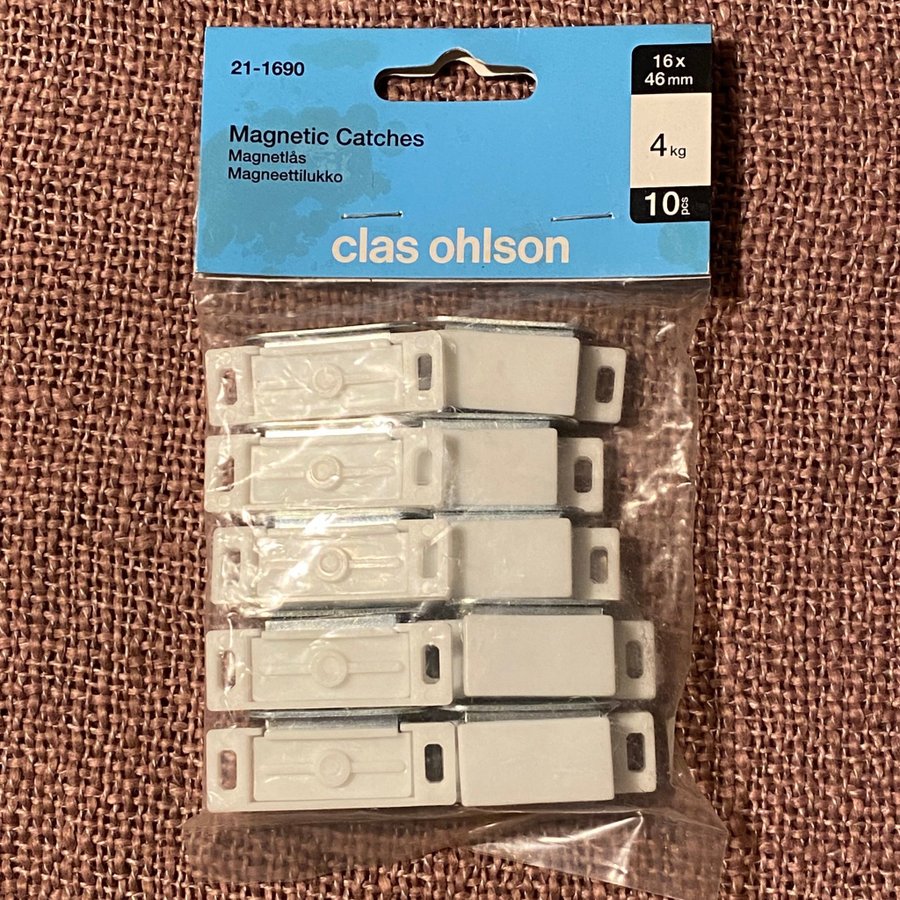 21-1690
Magnetic Catches
Magnetlås
Magneettilukko
16 x
46 mm
4 kg
10 pcs
clas ohlson